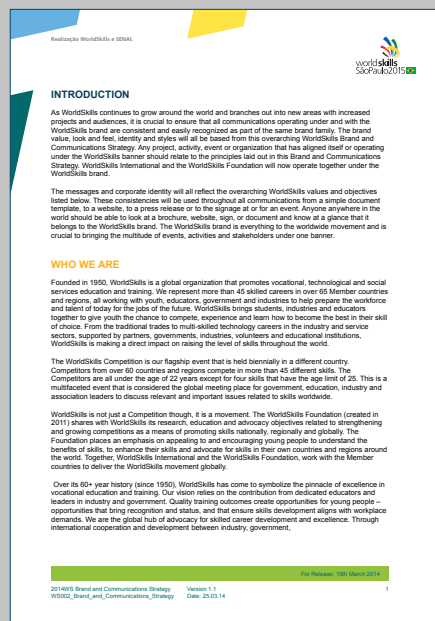 Realização WorldSkills e SENAI.
worldskills
SãoPaulo2015
INTRODUCTION
As WorldSkills continues to grow around the world and branches out into new areas with increased
projects and audiences, it is crucial to ensure that all communications operating under and with the
WorldSkills brand are consistent and easily recognized as part of the same brand family. The brand
value, look and feel, identity and styles will all be based from this overarching WorldSkills Brand and
Communications Strategy. Any project, activity, event or organization that has aligned itself or operating
under the WorldSkills banner should relate to the principles laid out in this Brand and Communications
Strategy. WorldSkills International and the WorldSkills Foundation will now operate together under the
WorldSkills brand.
The messages and corporate identity will all reflect the overarching WorldSkills values and objectives
listed below. These consistencies will be used throughout all communications from a simple document
template, to a website, to a press release or to the signage at or for an event. Anyone anywhere in the
world should be able to look at a brochure, website, sign, or document and know at a glance that it
belongs to the WorldSkills brand. The WorldSkills brand is everything to the worldwide movement and is
crucial to bringing the multitude of events, activities and stakeholders under one banner.
WHO WE ARE
Founded in 1950, WorldSkills is a global organization that promotes vocational, technological and social
services education and training. We represent more than 45 skilled careers in over 65 Member countries
and regions, all working with youth, educators, government and industries to help prepare the workforce
and talent of today for the jobs of the future. WorldSkills brings students, industries and educators
together to give youth the chance to compete, experience and learn how to become the best in their skill
of choice. From the traditional trades to multi-skilled technology careers in the industry and service
sectors, supported by partners, governments, industries, volunteers and educational institutions,
WorldSkills is making a direct impact on raising the level of skills throughout the world.
The WorldSkills Competition is our flagship event that is held biennially in a different country.
Competitors from over 60 countries and regions compete in more than 45 different skills. The
Competitors are all under the age of 22 years except for four skills that have the age limit of 25. This is a
multifaceted event that is considered the global meeting place for government, education, industry and
association leaders to discuss relevant and important issues related to skills worldwide.
WorldSkills is not just a Competition though, it is a movement. The WorldSkills Foundation (created in
2011) shares with WorldSkills its research, education and advocacy objectives related to strengthening
and growing competitions as a means of promoting skills nationally, regionally and globally. The
Foundation places an emphasis on appealing to and encouraging young people to understand the
benefits of skills, to enhance their skills and advocate for skills in their own countries and regions around
the world. Together, WorldSkills International and the WorldSkills Foundation, work with the Member
countries to deliver the WorldSkills movement globally.
Over its 60+ year history (since 1950), WorldSkills has come to symbolize the pinnacle of excellence in
vocational education and training. Our vision relies on the contribution from dedicated educators and
leaders in industry and government. Quality training outcomes create opportunities for young people –
opportunities that bring recognition and status, and that ensure skills development aligns with workplace
demands. We are the global hub of advocacy for skilled career development and excellence. Through
international cooperation and development between industry, government,
For Release: 10th March 2014
2014WS Brand and Communications Strategy Version 1.1 1
WS002_Brand_and_Communications_Strategy Date: 25.03.14